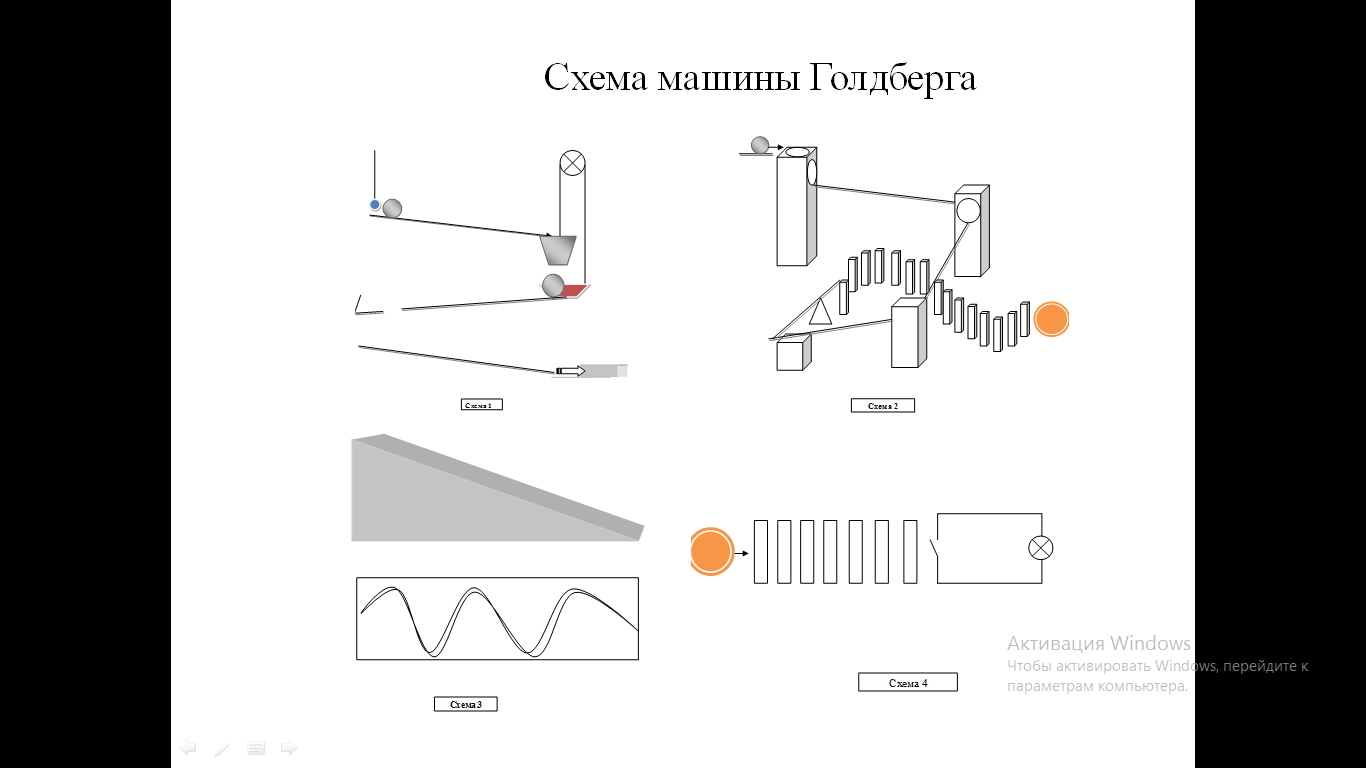 Схема машины Голдберга
Схема 1
Схема 2
Схема3
Схема 4
Активация Windows
Чтобы активировать Windows, перейдите к
параметрам компьютера.